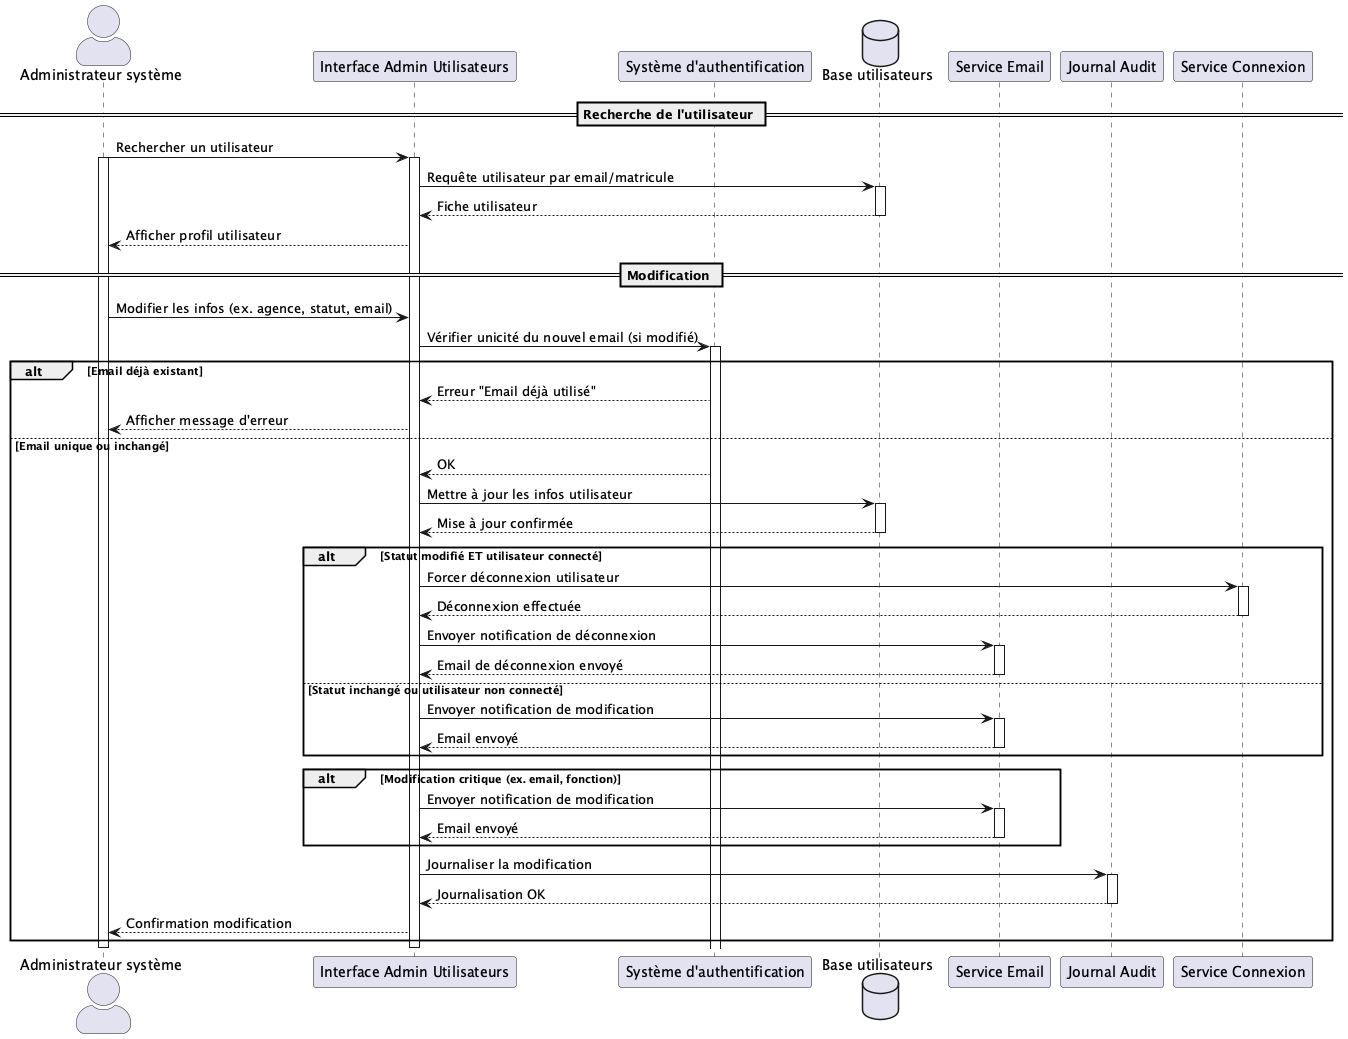 Administrateur système
Interface Admin Utilisateurs
Système d'authentification
Base utilisateurs
Service Email
Journal Audit
Service Connexion
Recherche de l'utilisateur
Rechercher un utilisateur
Requête utilisateur par email/matricule
Fiche utilisateur
Afficher profil utilisateur
Modification
Modifier les infos (ex. agence, statut, email)
Vérifier unicité du nouvel email (si modifié)
alt
[Email déjà existant]
Erreur "Email déjà utilisé"
Afficher message d'erreur
[Email unique ou inchangé]
OK
Mettre à jour les infos utilisateur
Mise à jour confirmée
alt
[Statut modifié ET utilisateur connecté]
Forcer déconnexion utilisateur
Déconnexion effectuée
Envoyer notification de déconnexion
Email de déconnexion envoyé
[Statut inchangé ou utilisateur non connecté]
Envoyer notification de modification
Email envoyé
alt
[Modification critique (ex. email, fonction)]
Envoyer notification de modification
Email envoyé
Journaliser la modification
Journalisation OK
Confirmation modification
Administrateur système
Interface Admin Utilisateurs
Système d'authentification
Base utilisateurs
Service Email
Journal Audit
Service Connexion